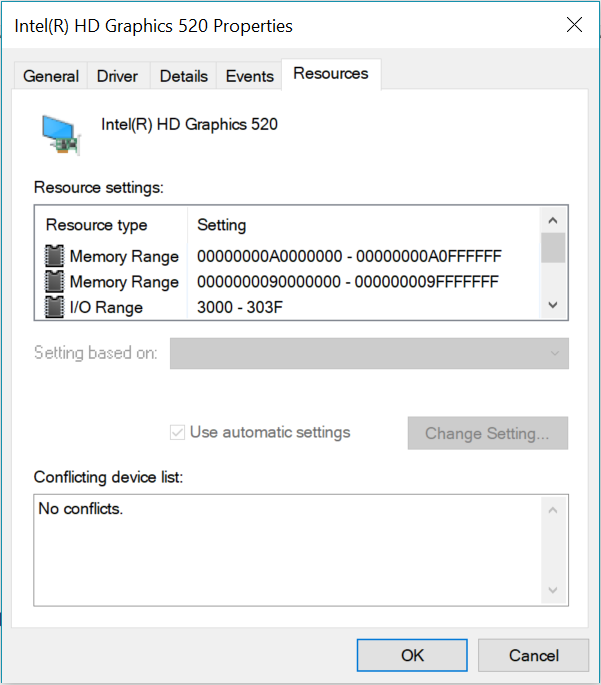 Intel(R) HD Graphics 520 Properties
General Driver Details Events Resources
Intel(R) HD Graphics 520
Resource settings:
Resource type Setting
Memory Range 00000000A0000000 - 00000000A0FFFFFF
Memory Range 0000000090000000 - 000000009FFFFFFF
I/O Range 3000 - 303F
Setting based on:
Use automatic settings Change Setting...
Conflicting device list:
No conflicts.
OK Cancel